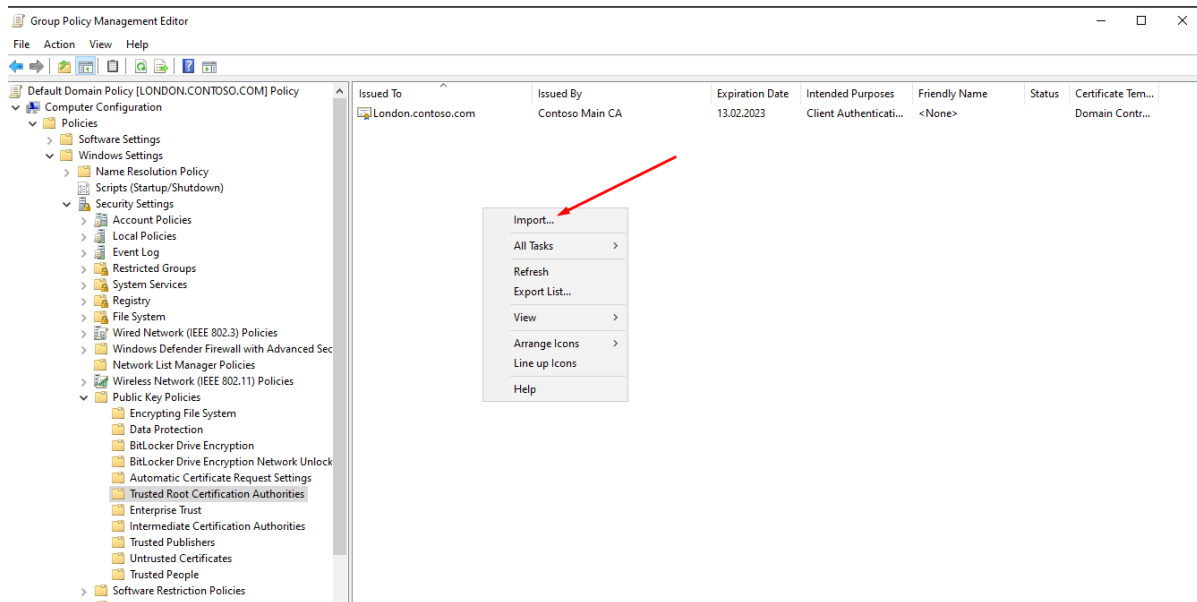 Group Policy Management Editor
File Action View Help
Default Domain Policy [LONDON.CONTOSO.COM] Policy
Computer Configuration
Policies
Software Settings
Windows Settings
Name Resolution Policy
Scripts (Startup/Shutdown)
Security Settings
Account Policies
Local Policies
Event Log
Restricted Groups
System Services
Registry
File System
Wired Network (IEEE 802.3) Policies
Windows Defender Firewall with Advanced Sec
Network List Manager Policies
Wireless Network (IEEE 802.11) Policies
Public Key Policies
Encrypting File System
Data Protection
BitLocker Drive Encryption
BitLocker Drive Encryption Network Unlock
Automatic Certificate Request Settings
Trusted Root Certification Authorities
Enterprise Trust
Intermediate Certification Authorities
Trusted Publishers
Untrusted Certificates
Trusted People
Software Restriction Policies
Issued To Issued By Expiration Date Intended Purposes Friendly Name Status Certificate Tem...
London.contoso.com Contoso Main CA 13.02.2023 Client Authenticati... <None> Domain Contr...
Import...
All Tasks
Refresh
Export List...
View
Arrange Icons
Line up Icons
Help